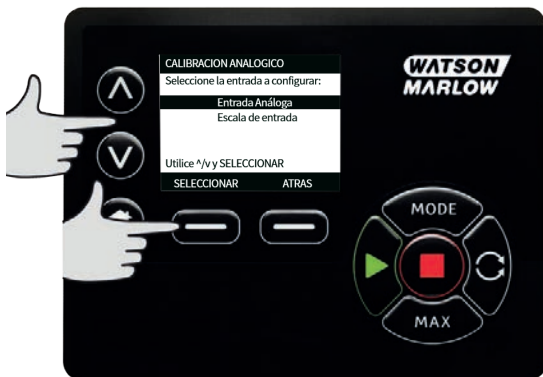 CALIBRACION ANALOGICO
Seleccione la entrada a configurar:
Entrada Análoga
Escala de entrada
Utilice ^/v y SELECCIONAR
SELECCIONAR ATRAS
WATSON
MARLOW
MODE
MAX